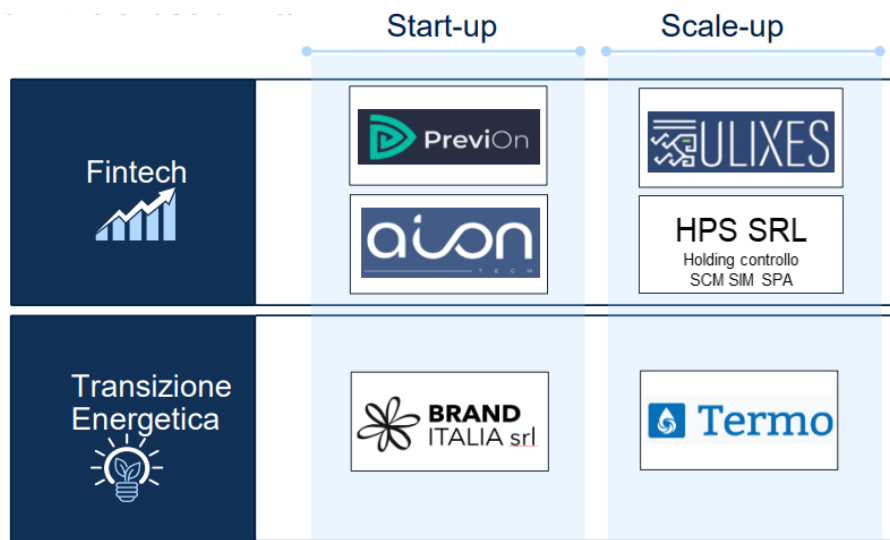 Start-up
Scale-up
Fintech
PreviOn
ULIXES
aion
TECH
HPS SRL
Holding controllo
SCM SIM SPA
Transizione
Energetica
BRAND
ITALIA srl
Termo